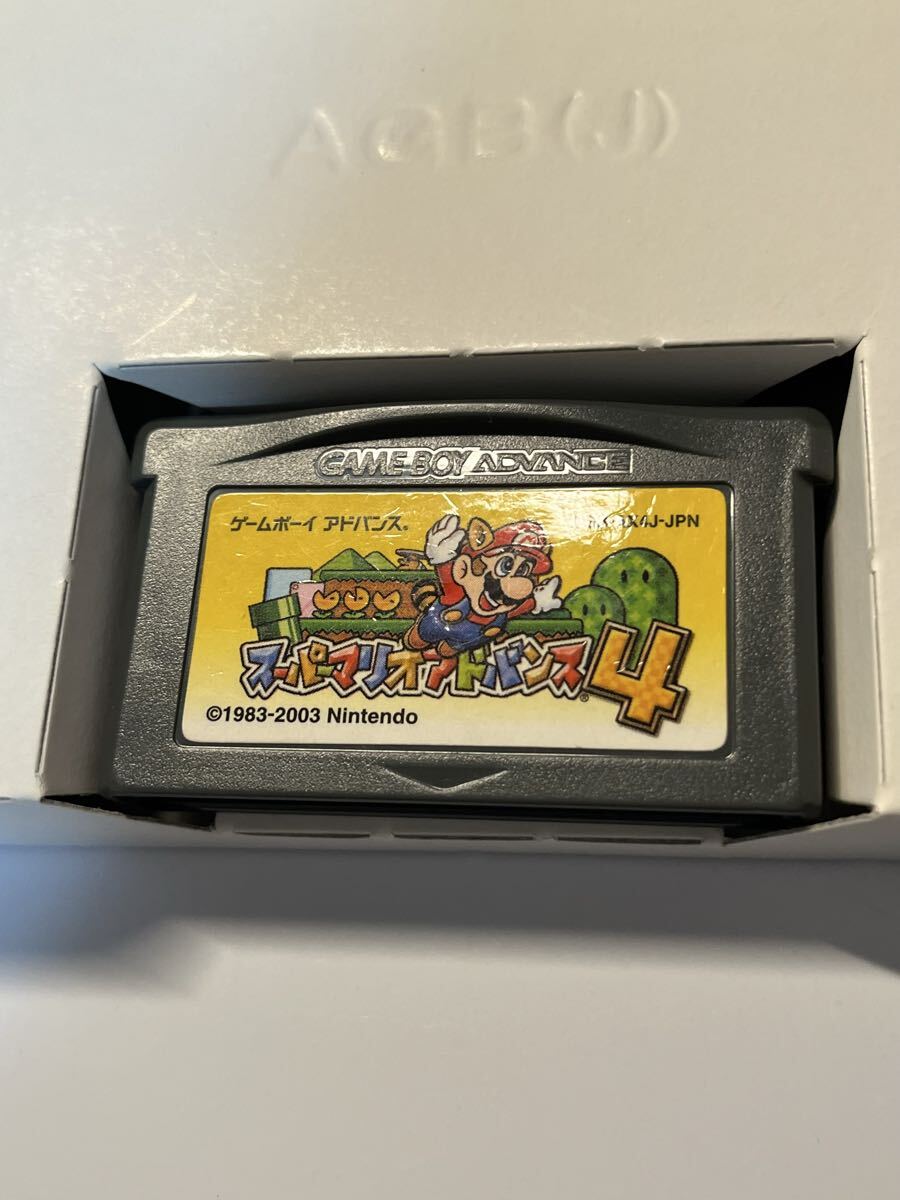 AGB(J)
GAME BOY ADVANCE
ゲームボーイ アドバンス®
スーパーマリオアドバンス®4
©1983-2003 Nintendo